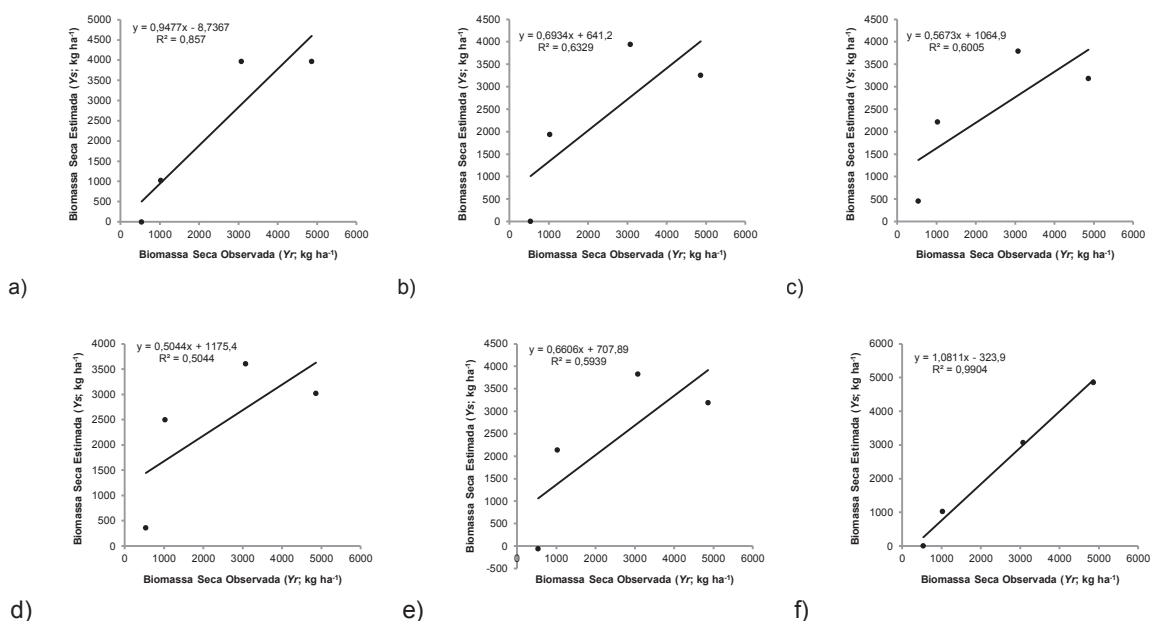 y = 0,9477x - 8,7367
R² = 0,857
Biomassa Seca Estimada (Ys; kg ha⁻¹)
5000
4500
4000
3500
3000
2500
2000
1500
1000
500
0
0 1000 2000 3000 4000 5000 6000
Biomassa Seca Observada (Yr; kg ha⁻¹)
a)
y = 0,6934x + 641,2
R² = 0,6329
Biomassa Seca Estimada (Ys; kg ha⁻¹)
4500
4000
3500
3000
2500
2000
1500
1000
500
0
0 1000 2000 3000 4000 5000 6000
Biomassa Seca Observada (Yr; kg ha⁻¹)
b)
y = 0,5673x + 1064,9
R² = 0,6005
Biomassa Seca Estimada (Ys; kg ha⁻¹)
4500
4000
3500
3000
2500
2000
1500
1000
500
0
0 1000 2000 3000 4000 5000 6000
Biomassa Seca Observada (Yr; kg ha⁻¹)
c)
y = 0,5044x + 1175,4
R² = 0,5044
Biomassa Seca Estimada (Ys; kg ha⁻¹)
4000
3500
3000
2500
2000
1500
1000
500
0
0 1000 2000 3000 4000 5000 6000
Biomassa Seca Observada (Yr; kg ha⁻¹)
d)
y = 0,6606x + 707,89
R² = 0,5939
Biomassa Seca Estimada (Ys; kg ha⁻¹)
4500
4000
3500
3000
2500
2000
1500
1000
500
0
-500
0 1000 2000 3000 4000 5000 6000
Biomassa Seca Observada (Yr; kg ha⁻¹)
e)
y = 1,0811x - 323,9
R² = 0,9904
Biomassa Seca Estimada (Ys; kg ha⁻¹)
6000
5000
4000
3000
2000
1000
0
0 1000 2000 3000 4000 5000 6000
Biomassa Seca Observada (Yr; kg ha⁻¹)
f)